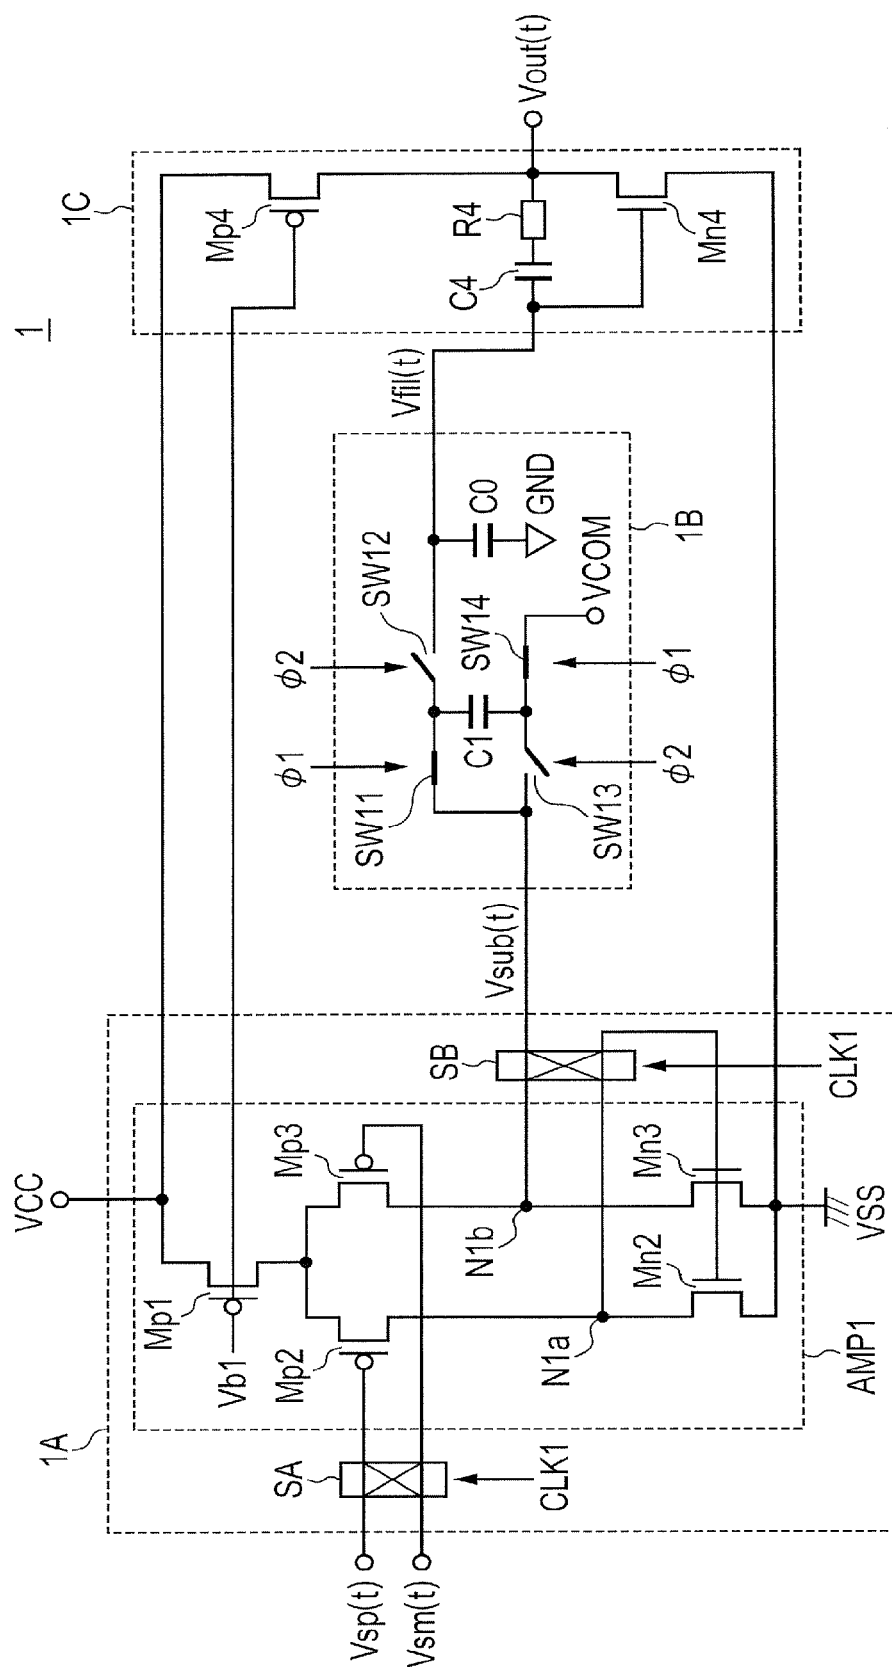 1
1A
1C
VCC
Mp1
Vb1
Mp4
Mp2
Mp3
SA
Vsp(t)
Vsm(t)
CLK1
N1b
N1a
SB
Vsub(t)
CLK1
Mn2
Mn3
AMP1
VSS
ϕ1
ϕ2
SW11
SW12
C1
SW14
SW13
C0
GND
VCOM
ϕ2
ϕ1
1B
Vfil(t)
C4
R4
Mn4
Vout(t)